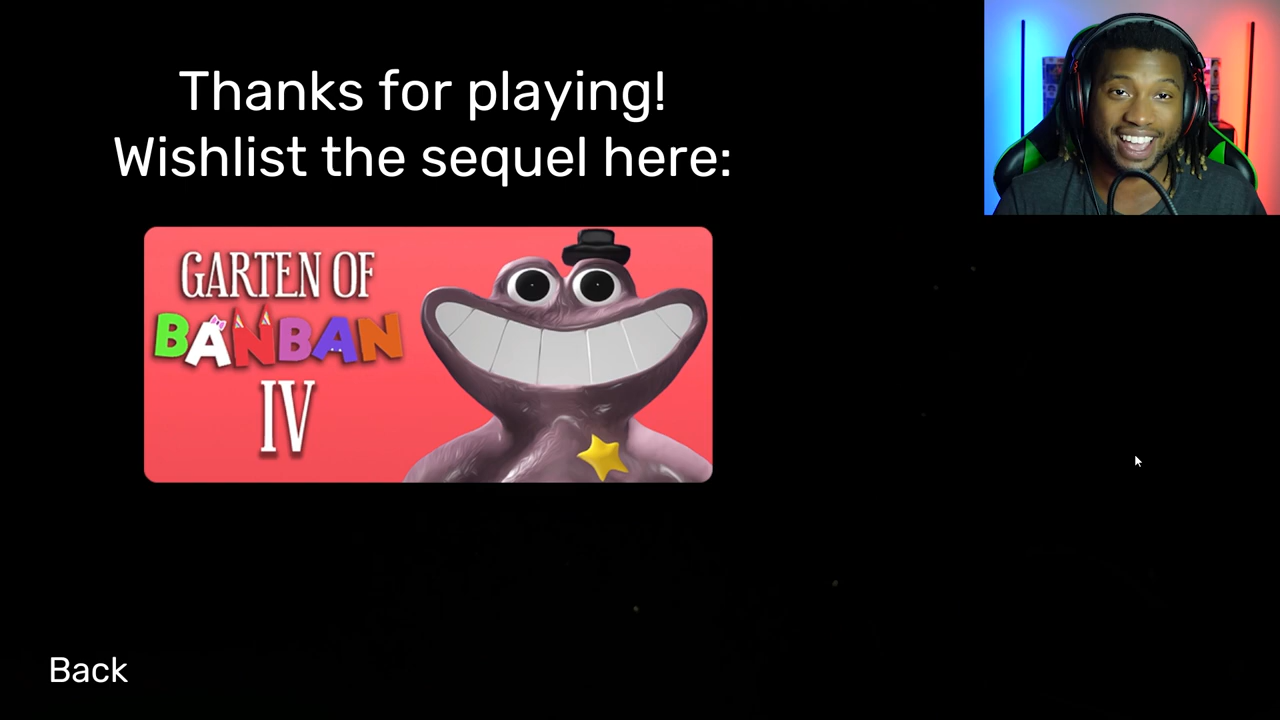 Thanks for playing!
Wishlist the sequel here:
GARTEN OF
BANBAN
IV
Back